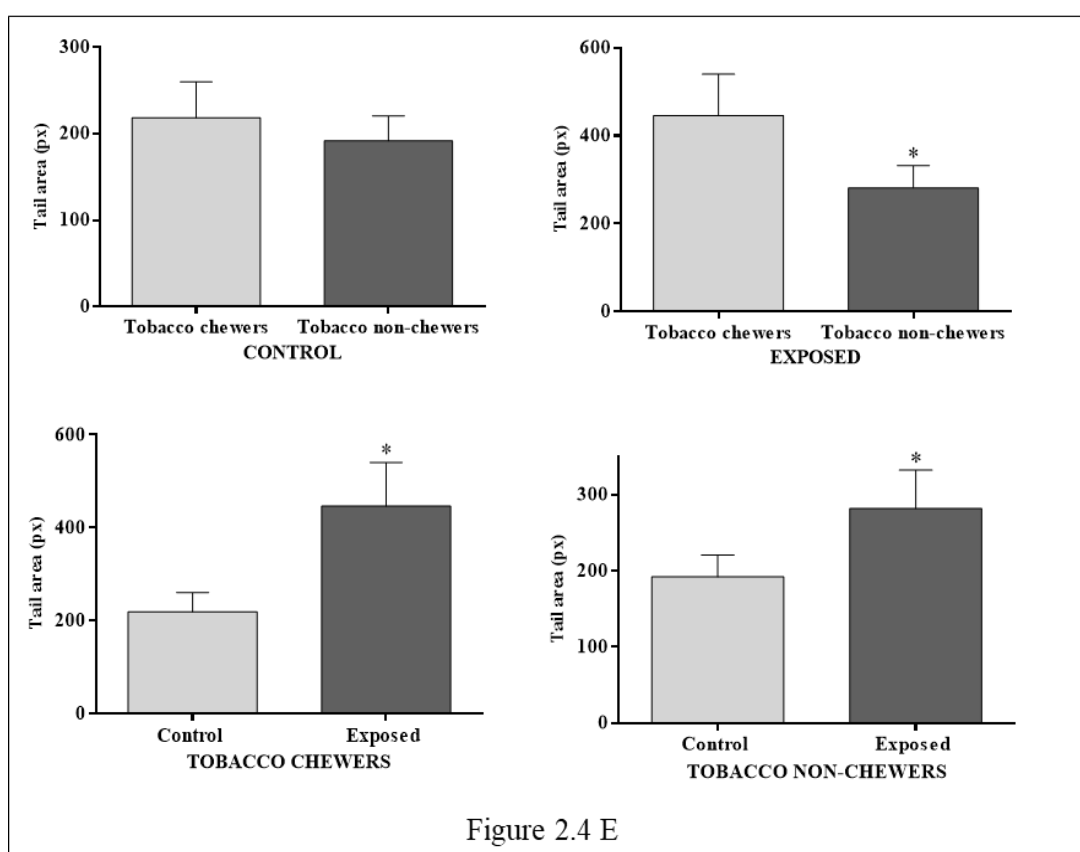 300
200
100
0
Tail area (px)
Tobacco chewers Tobacco non-chewers
CONTROL
600
400
200
0
Tail area (px)
*
Tobacco chewers Tobacco non-chewers
EXPOSED
600
400
200
0
Tail area (px)
*
Control Exposed
TOBACCO CHEWERS
300
200
100
0
Tail area (px)
*
Control Exposed
TOBACCO NON-CHEWERS
Figure 2.4 E